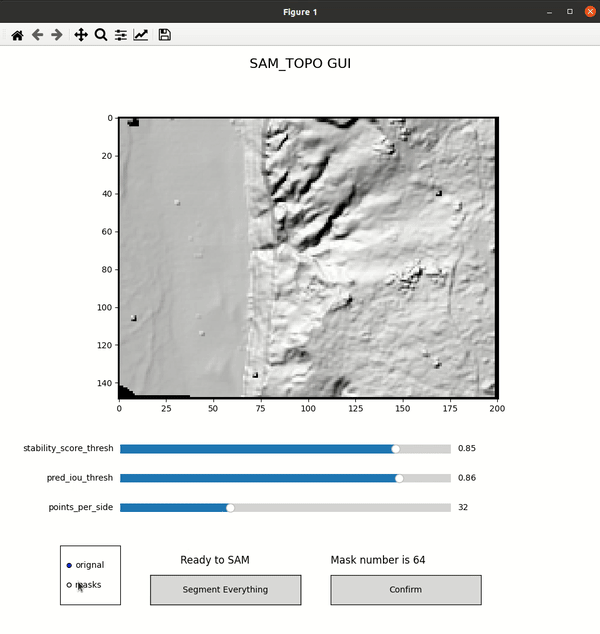 Figure 1
SAM_TOPO GUI
0
20
40
60
80
100
120
140
0 25 50 75 100 125 150 175 200
stability_score_thresh 0.85
pred_iou_thresh 0.86
points_per_side 32
orignal
masks
Ready to SAM
Mask number is 64
Segment Everything
Confirm